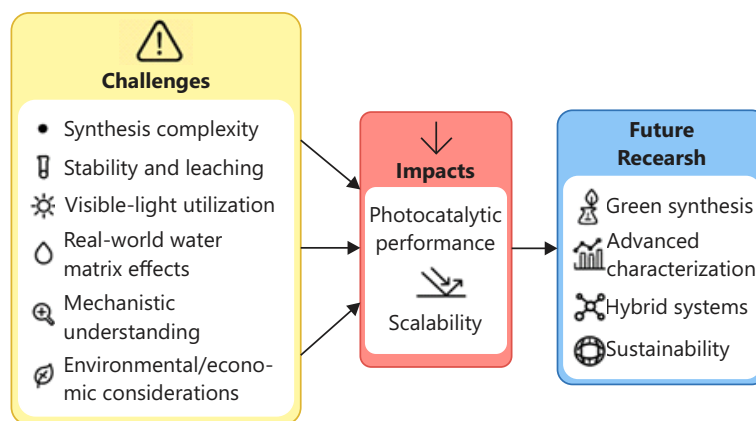 Challenges
Synthesis complexity
Stability and leaching
Visible-light utilization
Real-world water
matrix effects
Mechanistic
understanding
Environmental/econo-
mic considerations
Impacts
Photocatalytic
performance
Scalability
Future
Recearsh
Green synthesis
Advanced
characterization
Hybrid systems
Sustainability